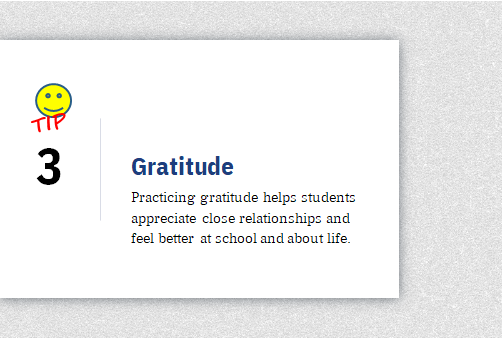 TIP
3
Gratitude
Practicing gratitude helps students
appreciate close relationships and
feel better at school and about life.